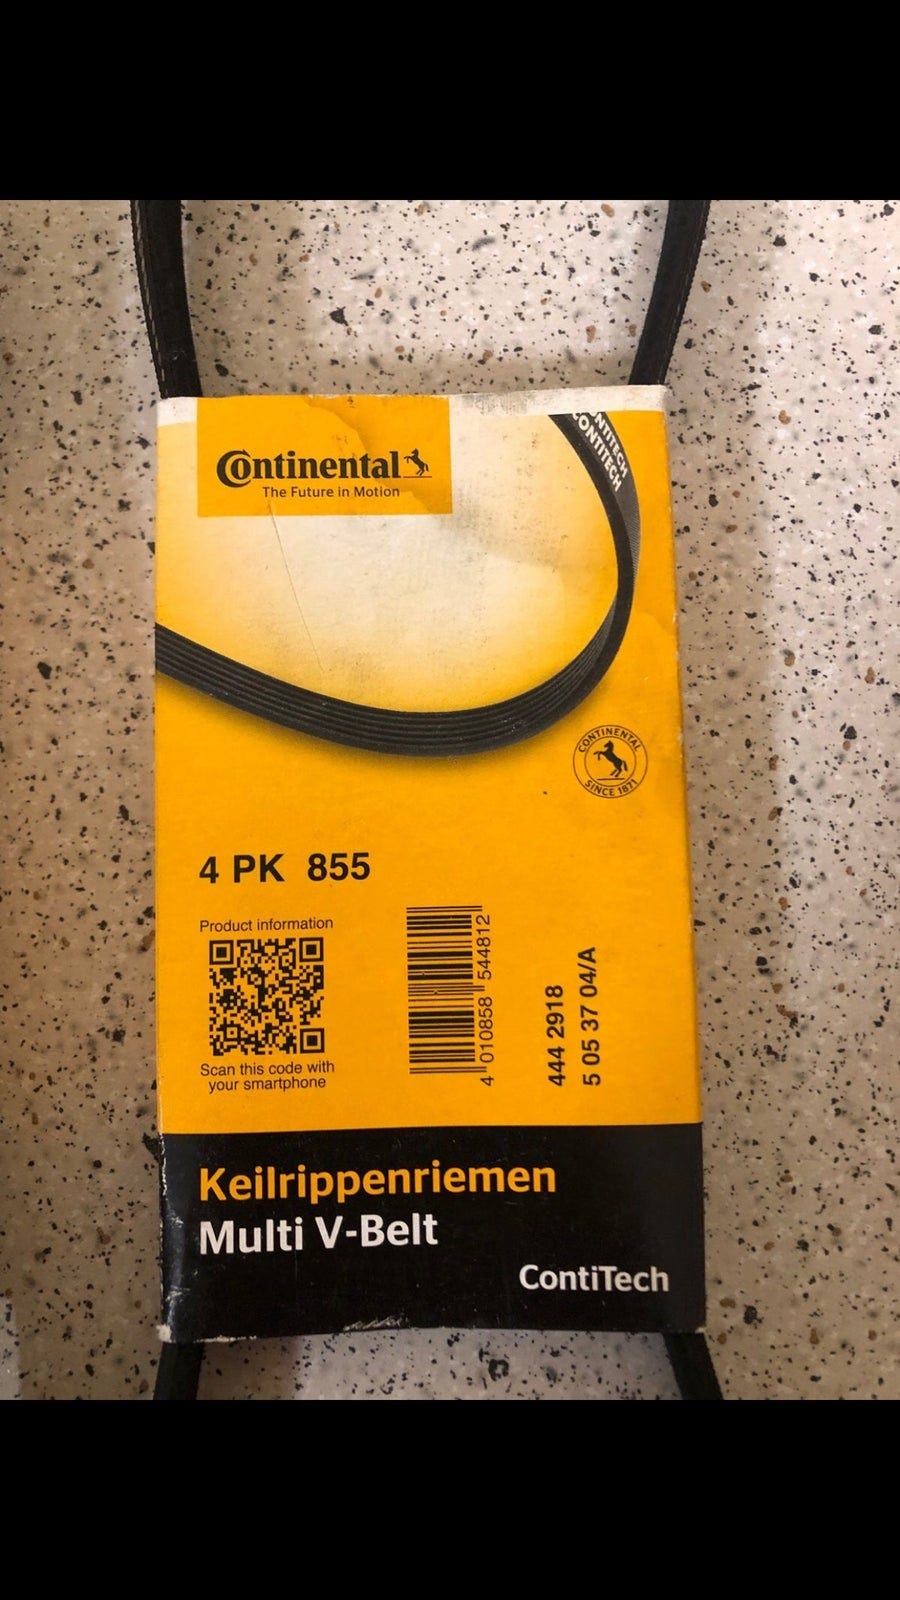 Continental
The Future in Motion
CONTITECH
CONTINENTAL
SINCE 1871
4 PK 855
Product information
Scan this code with
your smartphone
4 010858 544812
444 2918
5 05 37 04/A
Keilrippenriemen
Multi V-Belt
ContiTech